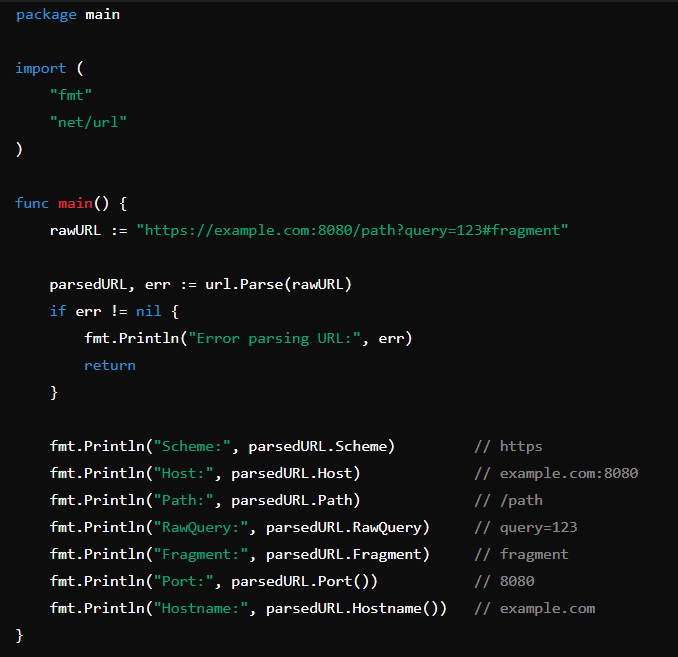 package main
import (
    "fmt"
    "net/url"
)
func main() {
    rawURL := "https://example.com:8080/path?query=123#fragment"
    parsedURL, err := url.Parse(rawURL)
    if err != nil {
        fmt.Println("Error parsing URL:", err)
        return
    }
    fmt.Println("Scheme:", parsedURL.Scheme)         // https
    fmt.Println("Host:", parsedURL.Host)             // example.com:8080
    fmt.Println("Path:", parsedURL.Path)             // /path
    fmt.Println("RawQuery:", parsedURL.RawQuery)     // query=123
    fmt.Println("Fragment:", parsedURL.Fragment)     // fragment
    fmt.Println("Port:", parsedURL.Port())           // 8080
    fmt.Println("Hostname:", parsedURL.Hostname())   // example.com
}